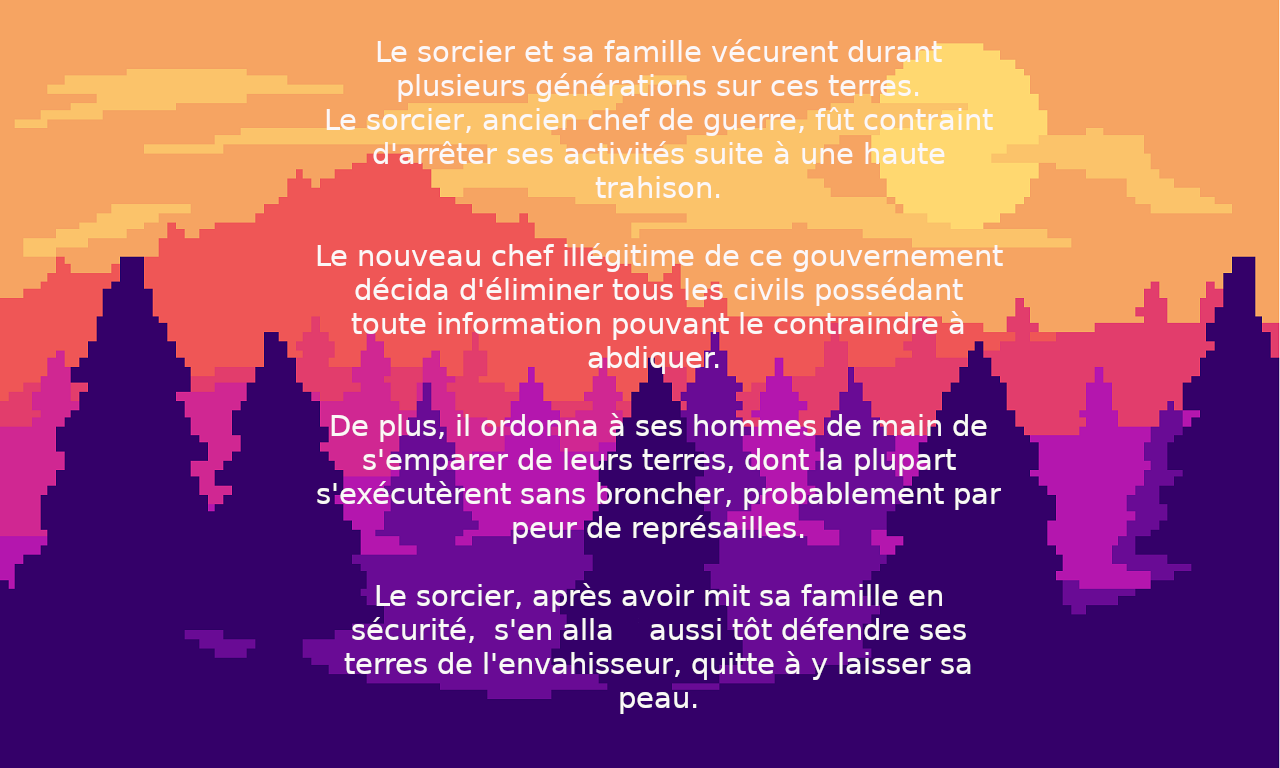 Le sorcier et sa famille vécurent durant
plusieurs générations sur ces terres.
Le sorcier, ancien chef de guerre, fût contraint
d'arrêter ses activités suite à une haute
trahison.
Le nouveau chef illégitime de ce gouvernement
décida d'éliminer tous les civils possédant
toute information pouvant le contraindre à
abdiquer.
De plus, il ordonna à ses hommes de main de
s'emparer de leurs terres, dont la plupart
s'exécutèrent sans broncher, probablement par
peur de représailles.
Le sorcier, après avoir mit sa famille en
sécurité,  s'en alla    aussi tôt défendre ses
terres de l'envahisseur, quitte à y laisser sa
peau.